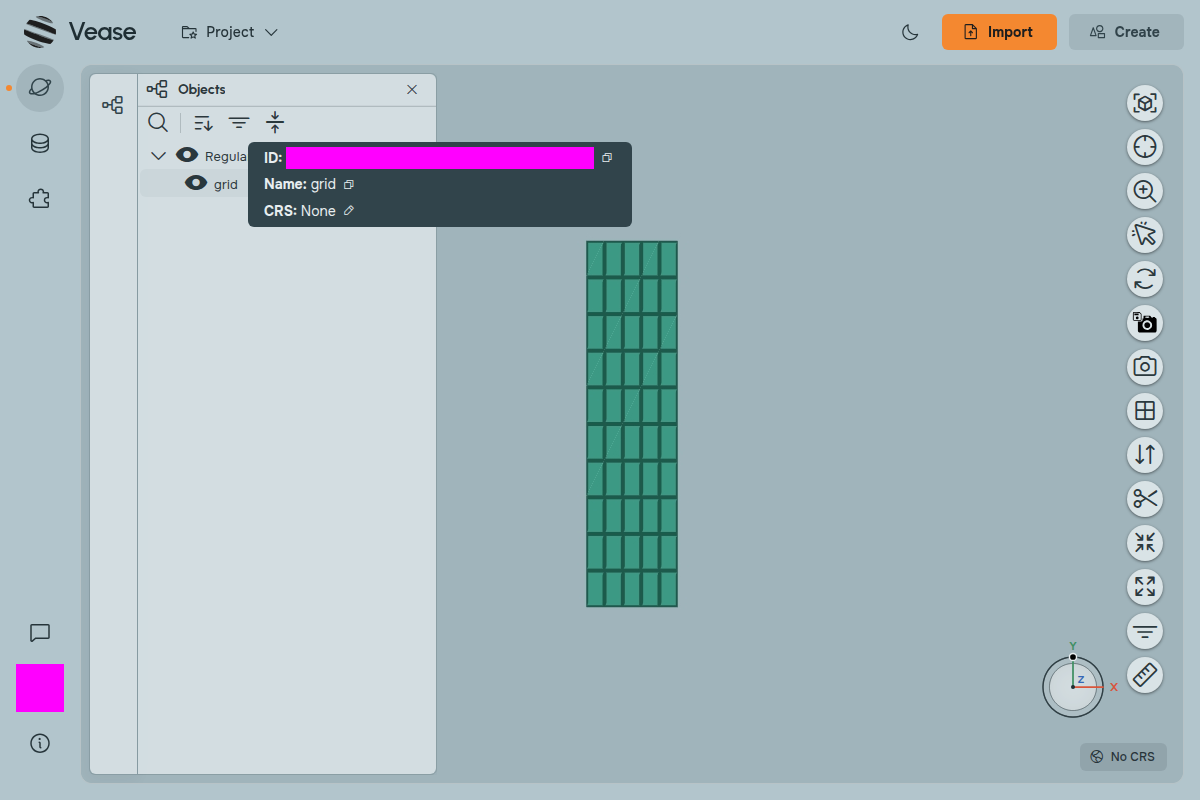 Vease
Project
Import
Create
Objects
Regula
grid
ID:
Name: grid
CRS: None
Y
Z
X
No CRS